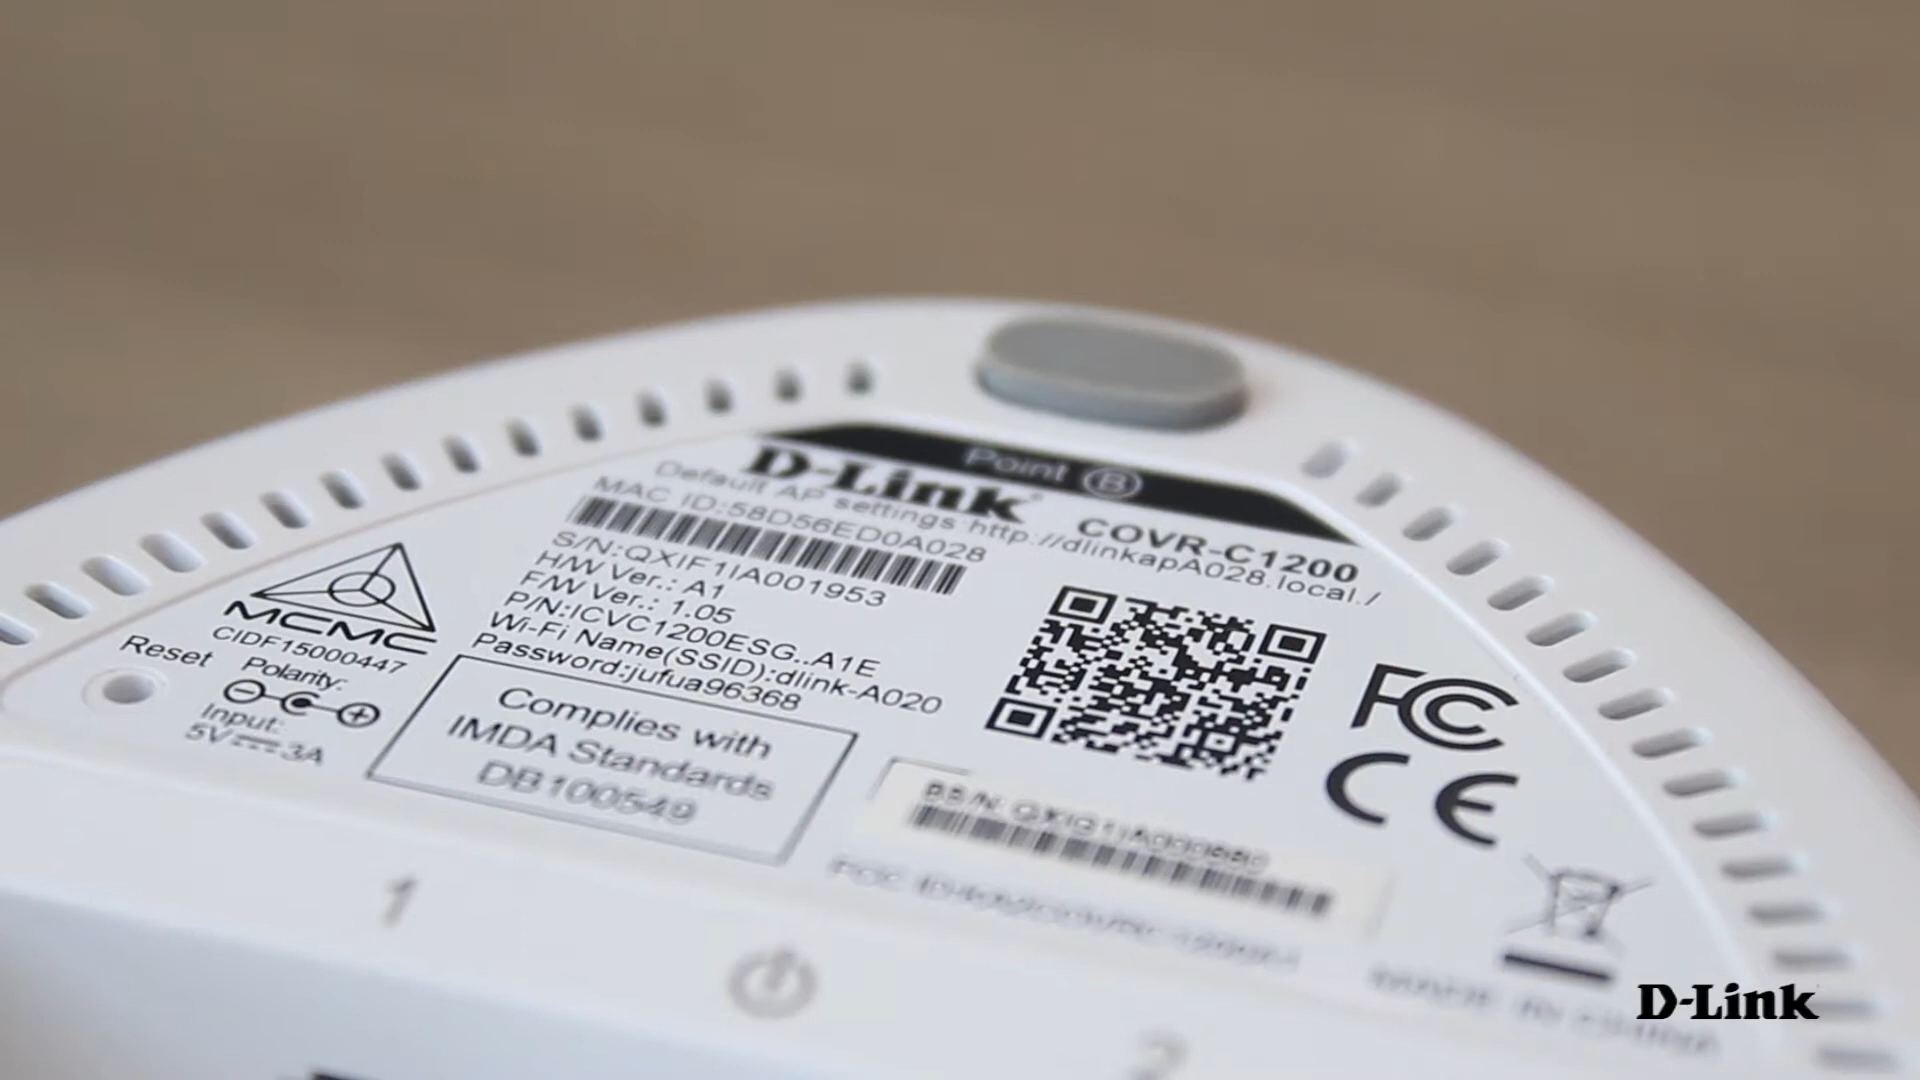 Point B
D-Link
COVR-C1200
Default AP settings:http://dlinkapA028.local./
MAC ID:58D56ED0A028
S/N:QXIF1IA001953
H/W Ver.: A1
F/W Ver.: 1.05
P/N:ICVC1200ESG..A1E
Wi-Fi Name(SSID):dlink-A020
Password:jufua96368
MCMC
CIDF15000447
Reset
Polarity:
Input:
5V 3A
Complies with
IMDA Standards
DB100549
FC
CE
1
2
D-Link